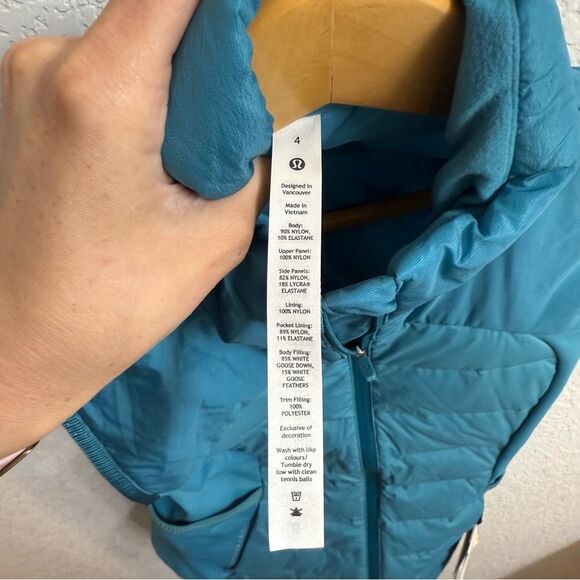 4
Designed in
Vancouver
Made in
Vietnam
Body:
90% NYLON,
10% ELASTANE
Upper Panel:
100% NYLON
Side Panels:
82% NYLON,
18% LYCRA®
ELASTANE
Lining:
100% NYLON
Pocket Lining:
89% NYLON,
11% ELASTANE
Body Filling:
85% WHITE
GOOSE DOWN,
15% WHITE
GOOSE
FEATHERS
Trim Filling:
100%
POLYESTER
Exclusive of
decoration
Wash with like
colours/
Tumble dry
low with clean
tennis balls